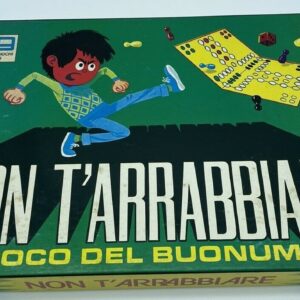 ON T'ARRABBIA
OCO DEL BUONUM
NON T'ARRABBIARE